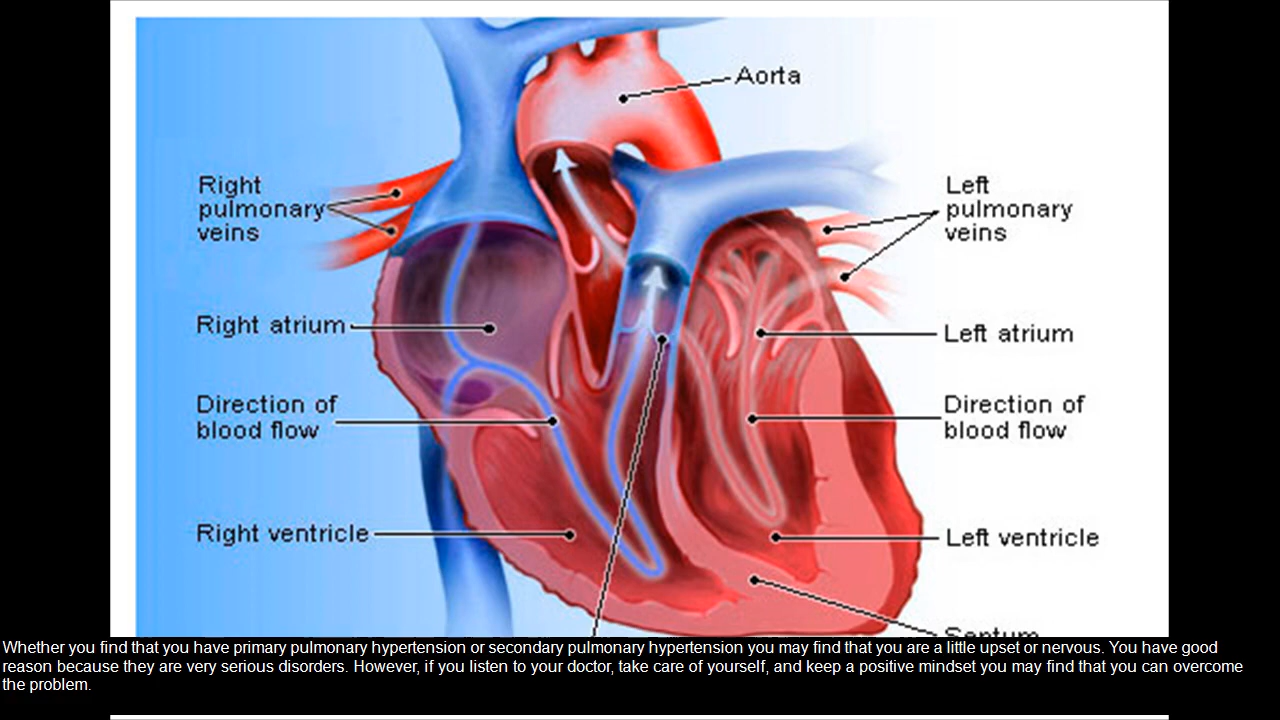 Aorta
Right
pulmonary
veins
Left
pulmonary
veins
Right atrium
Left atrium
Direction of
blood flow
Direction of
blood flow
Right ventricle
Left ventricle
Septum
Whether you find that you have primary pulmonary hypertension or secondary pulmonary hypertension you may find that you are a little upset or nervous. You have good
reason because they are very serious disorders. However, if you listen to your doctor, take care of yourself, and keep a positive mindset you may find that you can overcome
the problem.